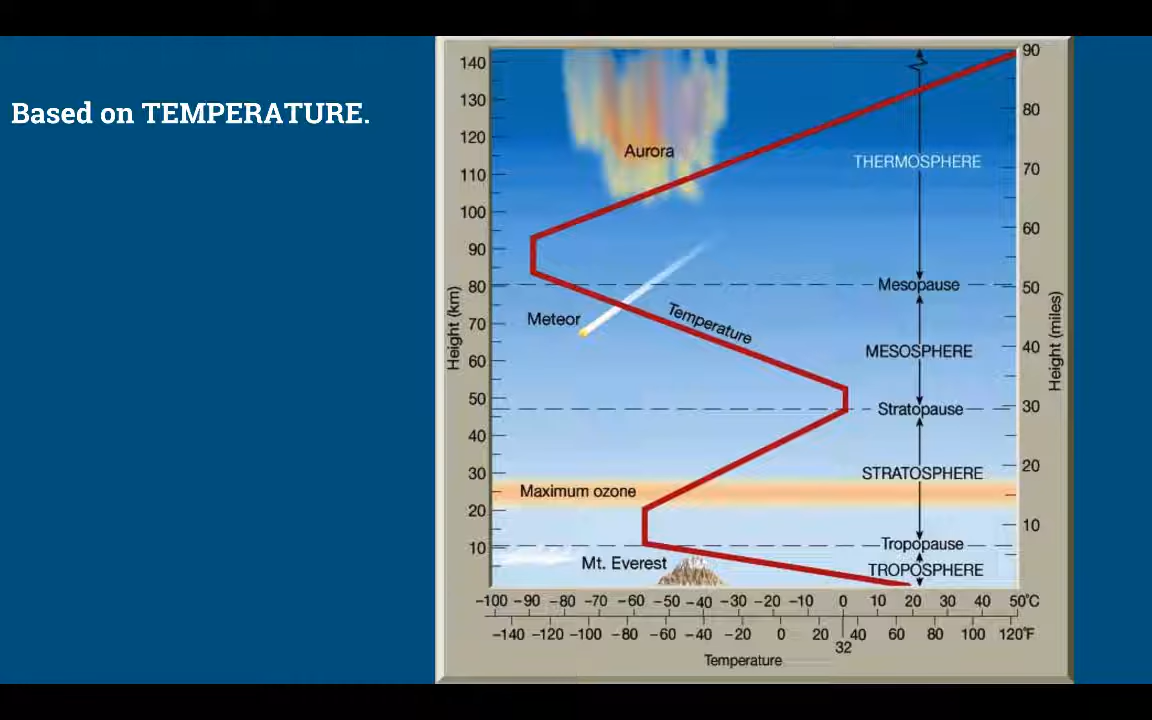 Based on TEMPERATURE.
140
130
120
110
100
90
80
70
60
50
40
30
20
10
Height (km)
Aurora
Meteor
Temperature
Maximum ozone
Mt. Everest
THERMOSPHERE
Mesopause
MESOSPHERE
Stratopause
STRATOSPHERE
Tropopause
TROPOSPHERE
90
80
70
60
50
40
30
20
10
Height (miles)
−100 −90 −80 −70 −60 −50 −40 −30 −20 −10 0 10 20 30 40 50°C
−140 −120 −100 −80 −60 −40 −20 0 20 40 60 80 100 120°F
32
Temperature